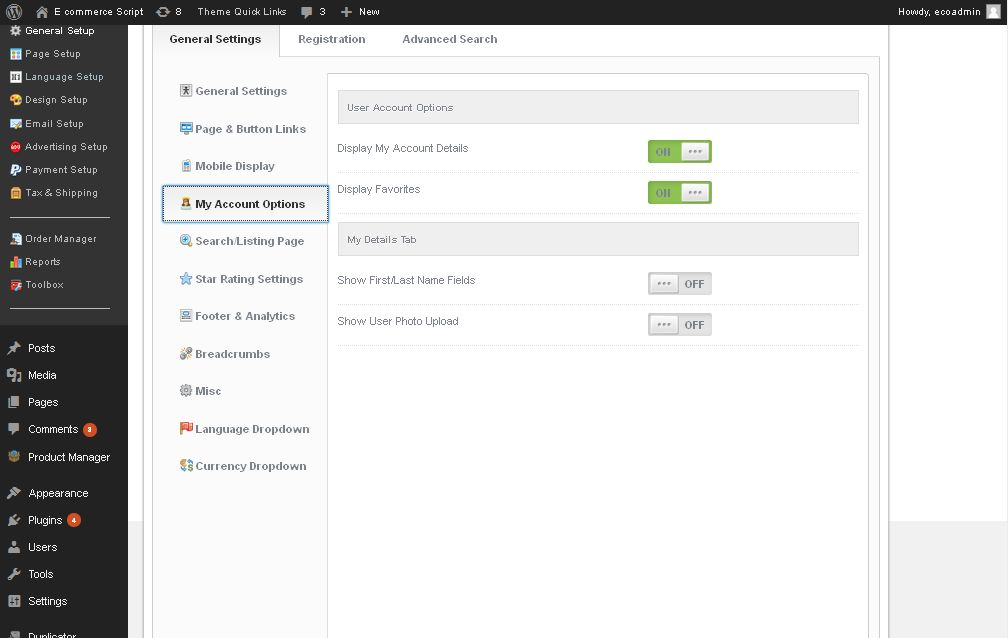 E commerce Script 8 Theme Quick Links 3 New Howdy, ecoadmin
General Setup
Page Setup
Language Setup
Design Setup
Email Setup
Advertising Setup
Payment Setup
Tax & Shipping
Order Manager
Reports
Toolbox
Posts
Media
Pages
Comments 3
Product Manager
Appearance
Plugins 4
Users
Tools
Settings
Duplicator
General Settings Registration Advanced Search
General Settings
Page & Button Links
Mobile Display
My Account Options
Search/Listing Page
Star Rating Settings
Footer & Analytics
Breadcrumbs
Misc
Language Dropdown
Currency Dropdown
User Account Options
Display My Account Details ON
Display Favorites ON
My Details Tab
Show First/Last Name Fields OFF
Show User Photo Upload OFF